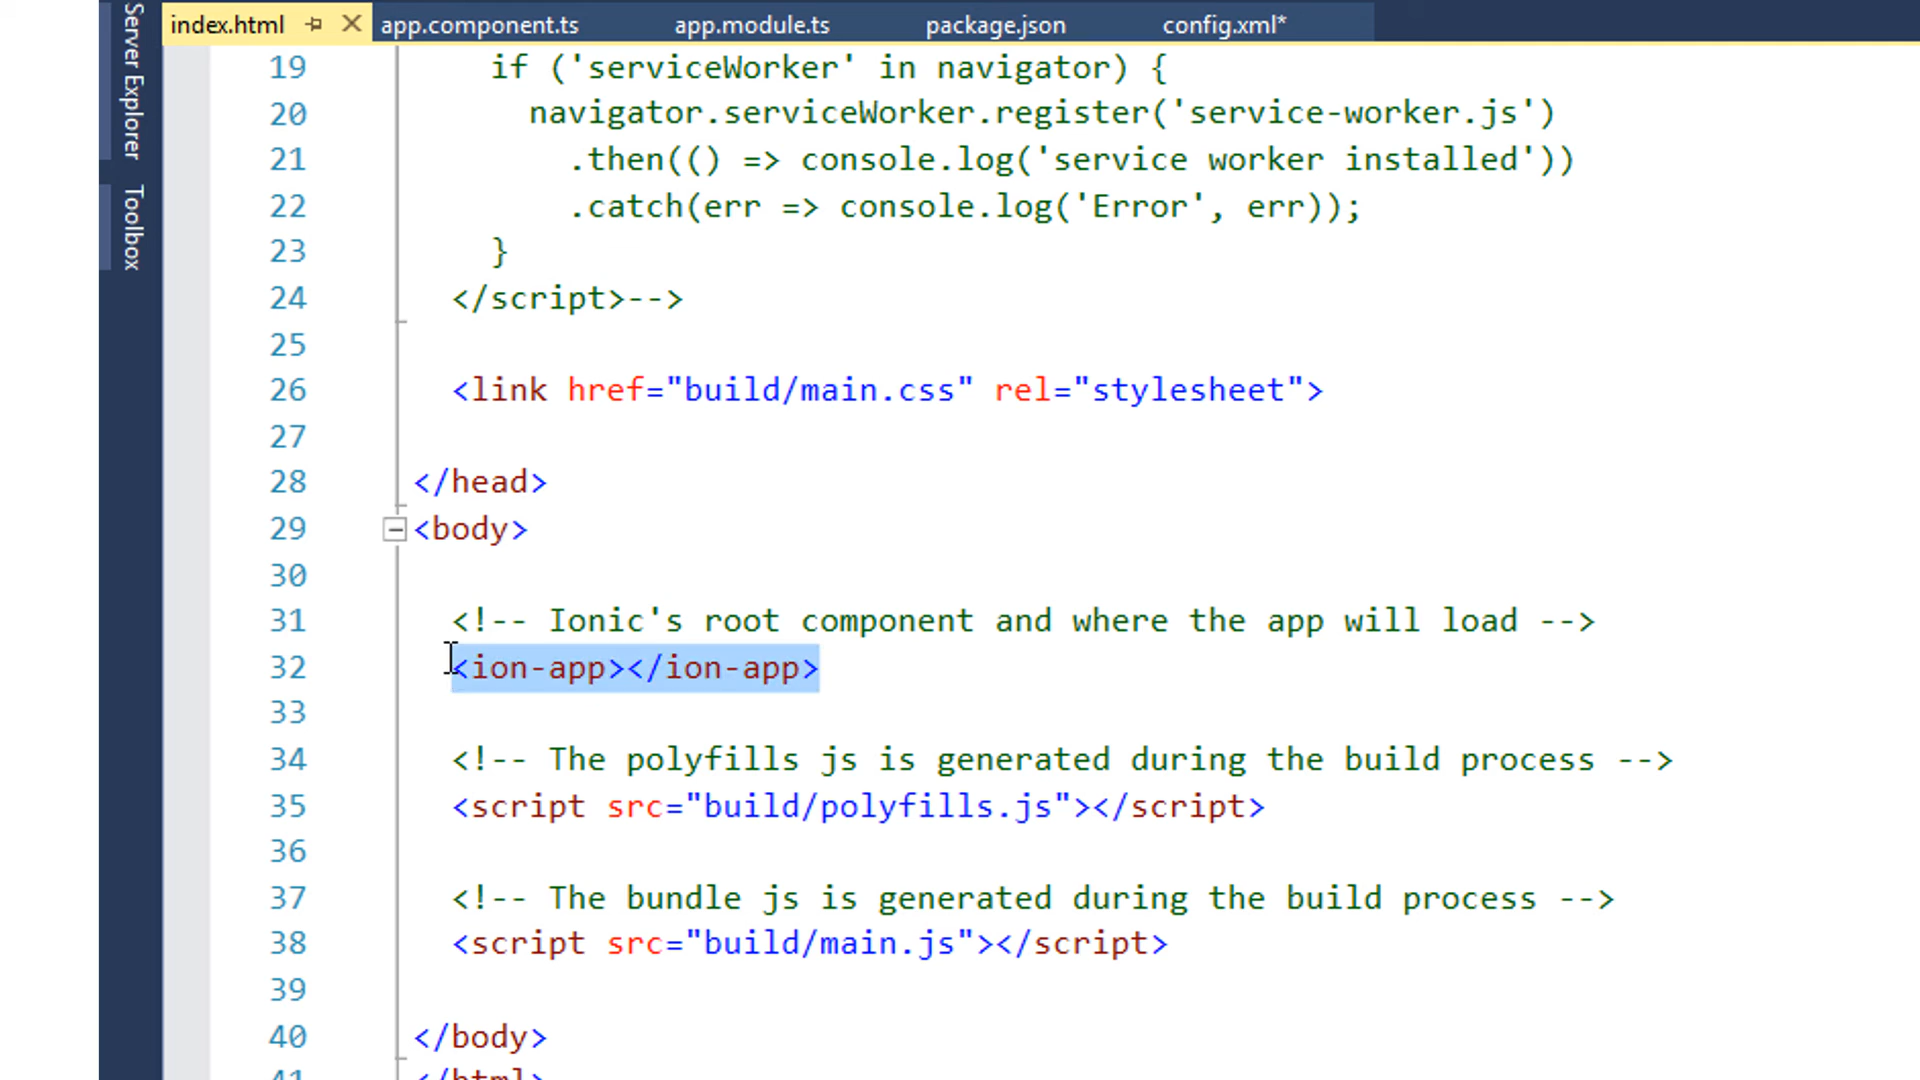 Server Explorer
Toolbox
index.html app.component.ts app.module.ts package.json config.xml*
19 if ('serviceWorker' in navigator) {
20 navigator.serviceWorker.register('service-worker.js')
21 .then(() => console.log('service worker installed'))
22 .catch(err => console.log('Error', err));
23 }
24 </script>-->
25
26 <link href="build/main.css" rel="stylesheet">
27
28 </head>
29 <body>
30
31 <!-- Ionic's root component and where the app will load -->
32 <ion-app></ion-app>
33
34 <!-- The polyfills js is generated during the build process -->
35 <script src="build/polyfills.js"></script>
36
37 <!-- The bundle js is generated during the build process -->
38 <script src="build/main.js"></script>
39
40 </body>
41 </html>